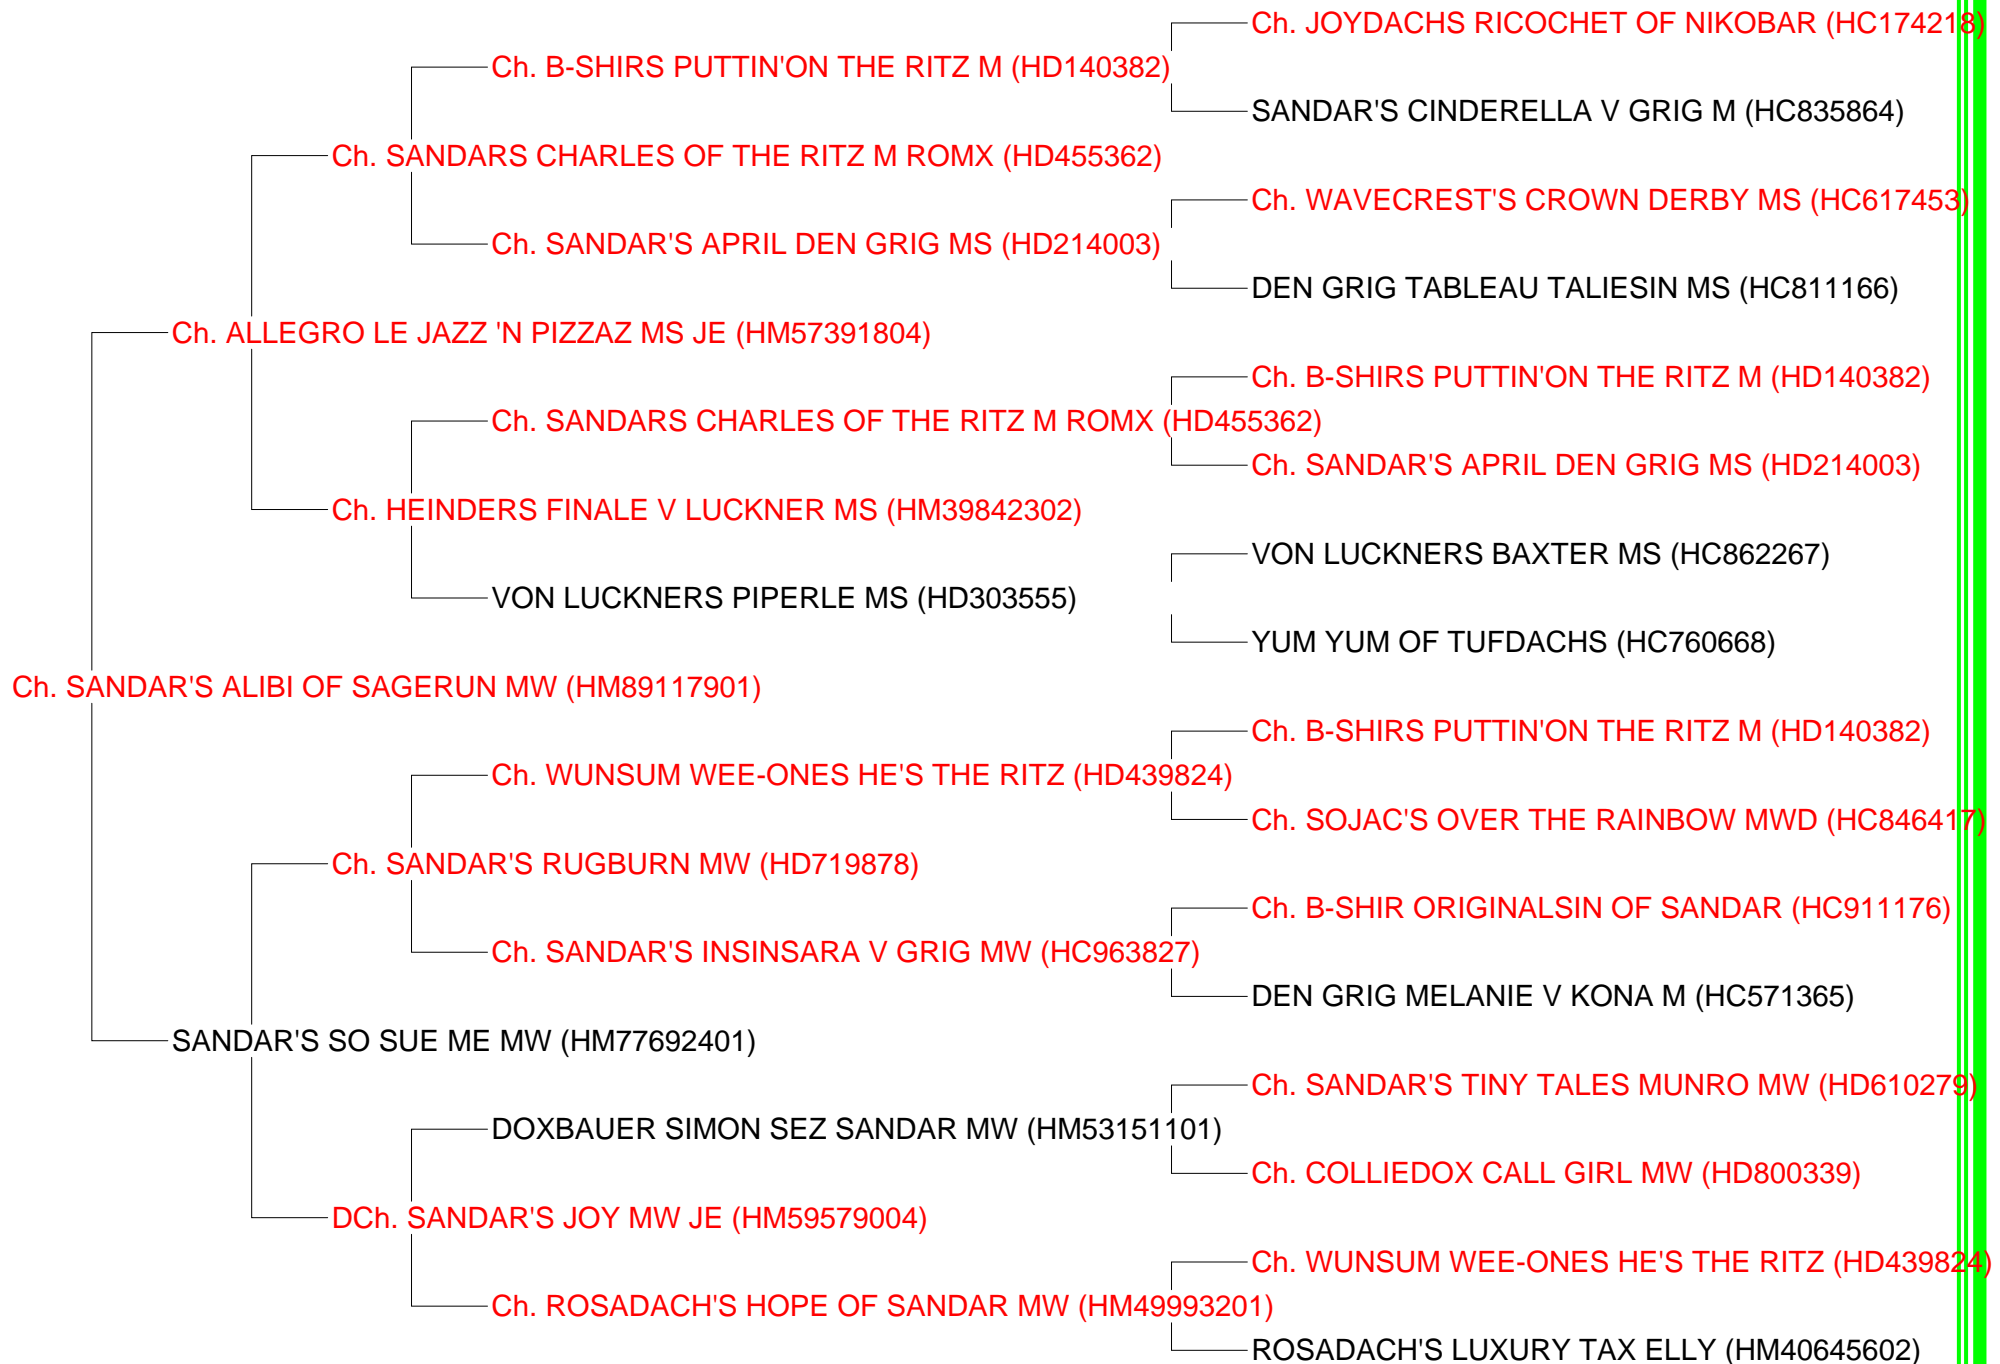 Ch. JOYDACHS RICOCHET OF NIKOBAR (HC174218)
Ch. B-SHIRS PUTTIN'ON THE RITZ M (HD140382)
SANDAR'S CINDERELLA V GRIG M (HC835864)
Ch. SANDARS CHARLES OF THE RITZ M ROMX (HD455362)
Ch. WAVECREST'S CROWN DERBY MS (HC617453)
Ch. SANDAR'S APRIL DEN GRIG MS (HD214003)
DEN GRIG TABLEAU TALIESIN MS (HC811166)
Ch. ALLEGRO LE JAZZ 'N PIZZAZ MS JE (HM57391804)
Ch. B-SHIRS PUTTIN'ON THE RITZ M (HD140382)
Ch. SANDARS CHARLES OF THE RITZ M ROMX (HD455362)
Ch. SANDAR'S APRIL DEN GRIG MS (HD214003)
Ch. HEINDERS FINALE V LUCKNER MS (HM39842302)
VON LUCKNERS BAXTER MS (HC862267)
VON LUCKNERS PIPERLE MS (HD303555)
YUM YUM OF TUFDACHS (HC760668)
Ch. SANDAR'S ALIBI OF SAGERUN MW (HM89117901)
Ch. B-SHIRS PUTTIN'ON THE RITZ M (HD140382)
Ch. WUNSUM WEE-ONES HE'S THE RITZ (HD439824)
Ch. SOJAC'S OVER THE RAINBOW MWD (HC846417)
Ch. SANDAR'S RUGBURN MW (HD719878)
Ch. B-SHIR ORIGINALSIN OF SANDAR (HC911176)
Ch. SANDAR'S INSINSARA V GRIG MW (HC963827)
DEN GRIG MELANIE V KONA M (HC571365)
SANDAR'S SO SUE ME MW (HM77692401)
Ch. SANDAR'S TINY TALES MUNRO MW (HD610279)
DOXBAUER SIMON SEZ SANDAR MW (HM53151101)
Ch. COLLIEDOX CALL GIRL MW (HD800339)
DCh. SANDAR'S JOY MW JE (HM59579004)
Ch. WUNSUM WEE-ONES HE'S THE RITZ (HD439824)
Ch. ROSADACH'S HOPE OF SANDAR MW (HM49993201)
ROSADACH'S LUXURY TAX ELLY (HM40645602)